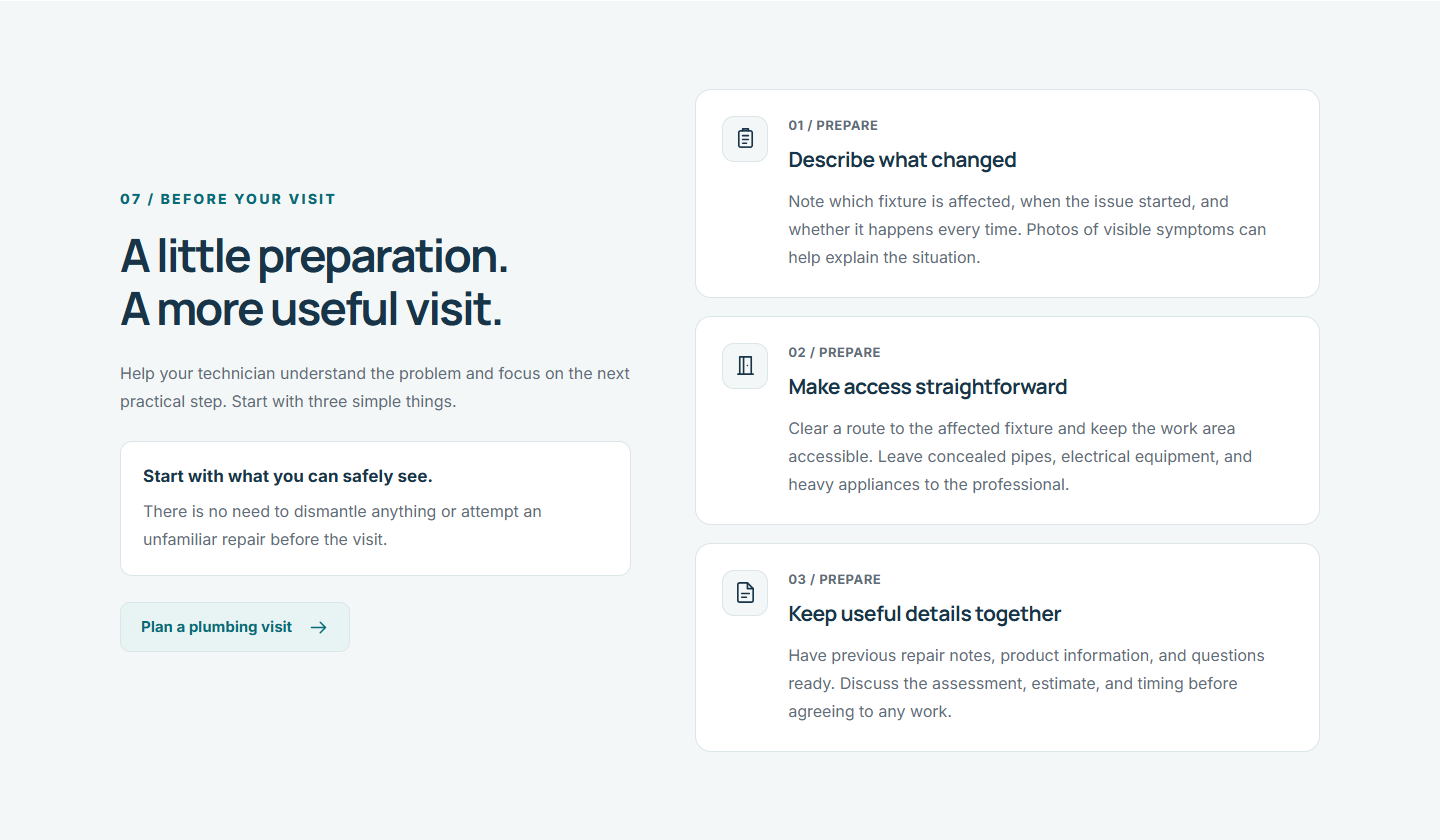 07 / BEFORE YOUR VISIT
A little preparation.
A more useful visit.
Help your technician understand the problem and focus on the next
practical step. Start with three simple things.
Start with what you can safely see.
There is no need to dismantle anything or attempt an
unfamiliar repair before the visit.
Plan a plumbing visit
01 / PREPARE
Describe what changed
Note which fixture is affected, when the issue started, and
whether it happens every time. Photos of visible symptoms can
help explain the situation.
02 / PREPARE
Make access straightforward
Clear a route to the affected fixture and keep the work area
accessible. Leave concealed pipes, electrical equipment, and
heavy appliances to the professional.
03 / PREPARE
Keep useful details together
Have previous repair notes, product information, and questions
ready. Discuss the assessment, estimate, and timing before
agreeing to any work.